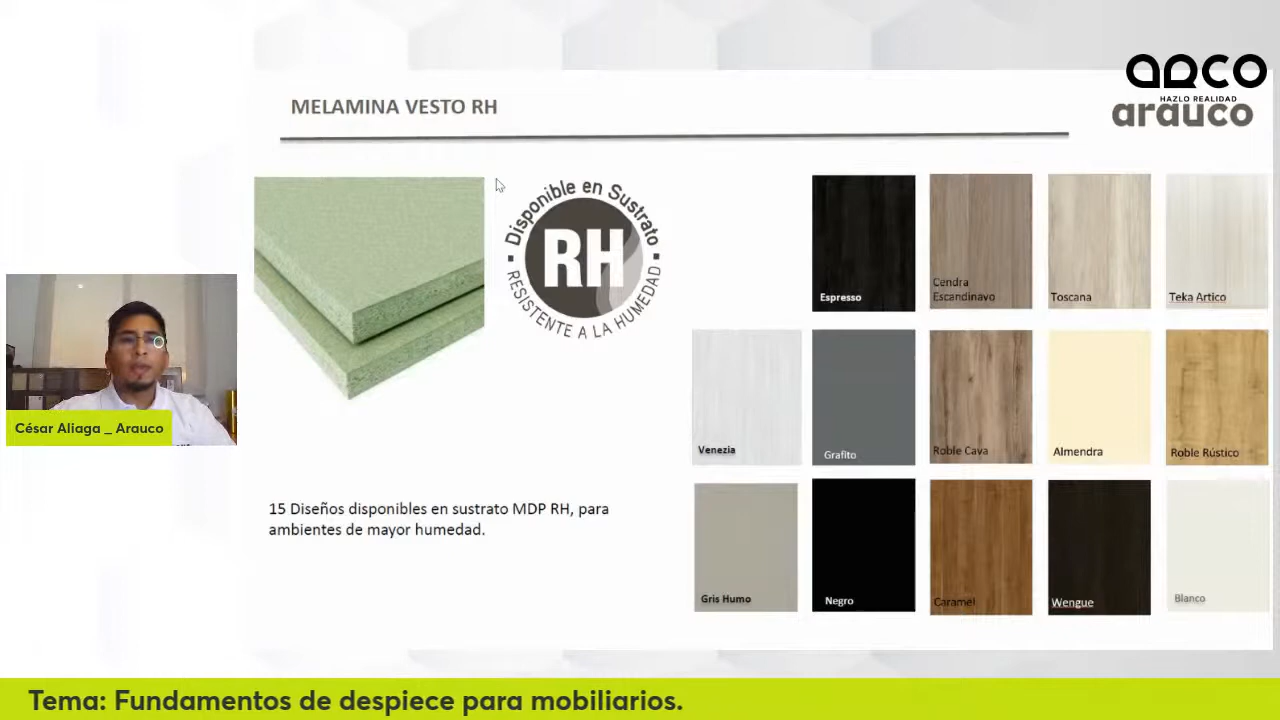 arco
HAZLO REALIDAD
arauco
MELAMINA VESTO RH
Disponible en Sustrato
RH
RESISTENTE A LA HUMEDAD
Espresso
Cendra
Escandinavo
Toscana
Teka Artico
Venezia
Grafito
Roble Cava
Almendra
Roble Rústico
Gris Humo
Negro
Caramel
Wengue
Blanco
César Aliaga _ Arauco
15 Diseños disponibles en sustrato MDP RH, para
ambientes de mayor humedad.
Tema: Fundamentos de despiece para mobiliarios.